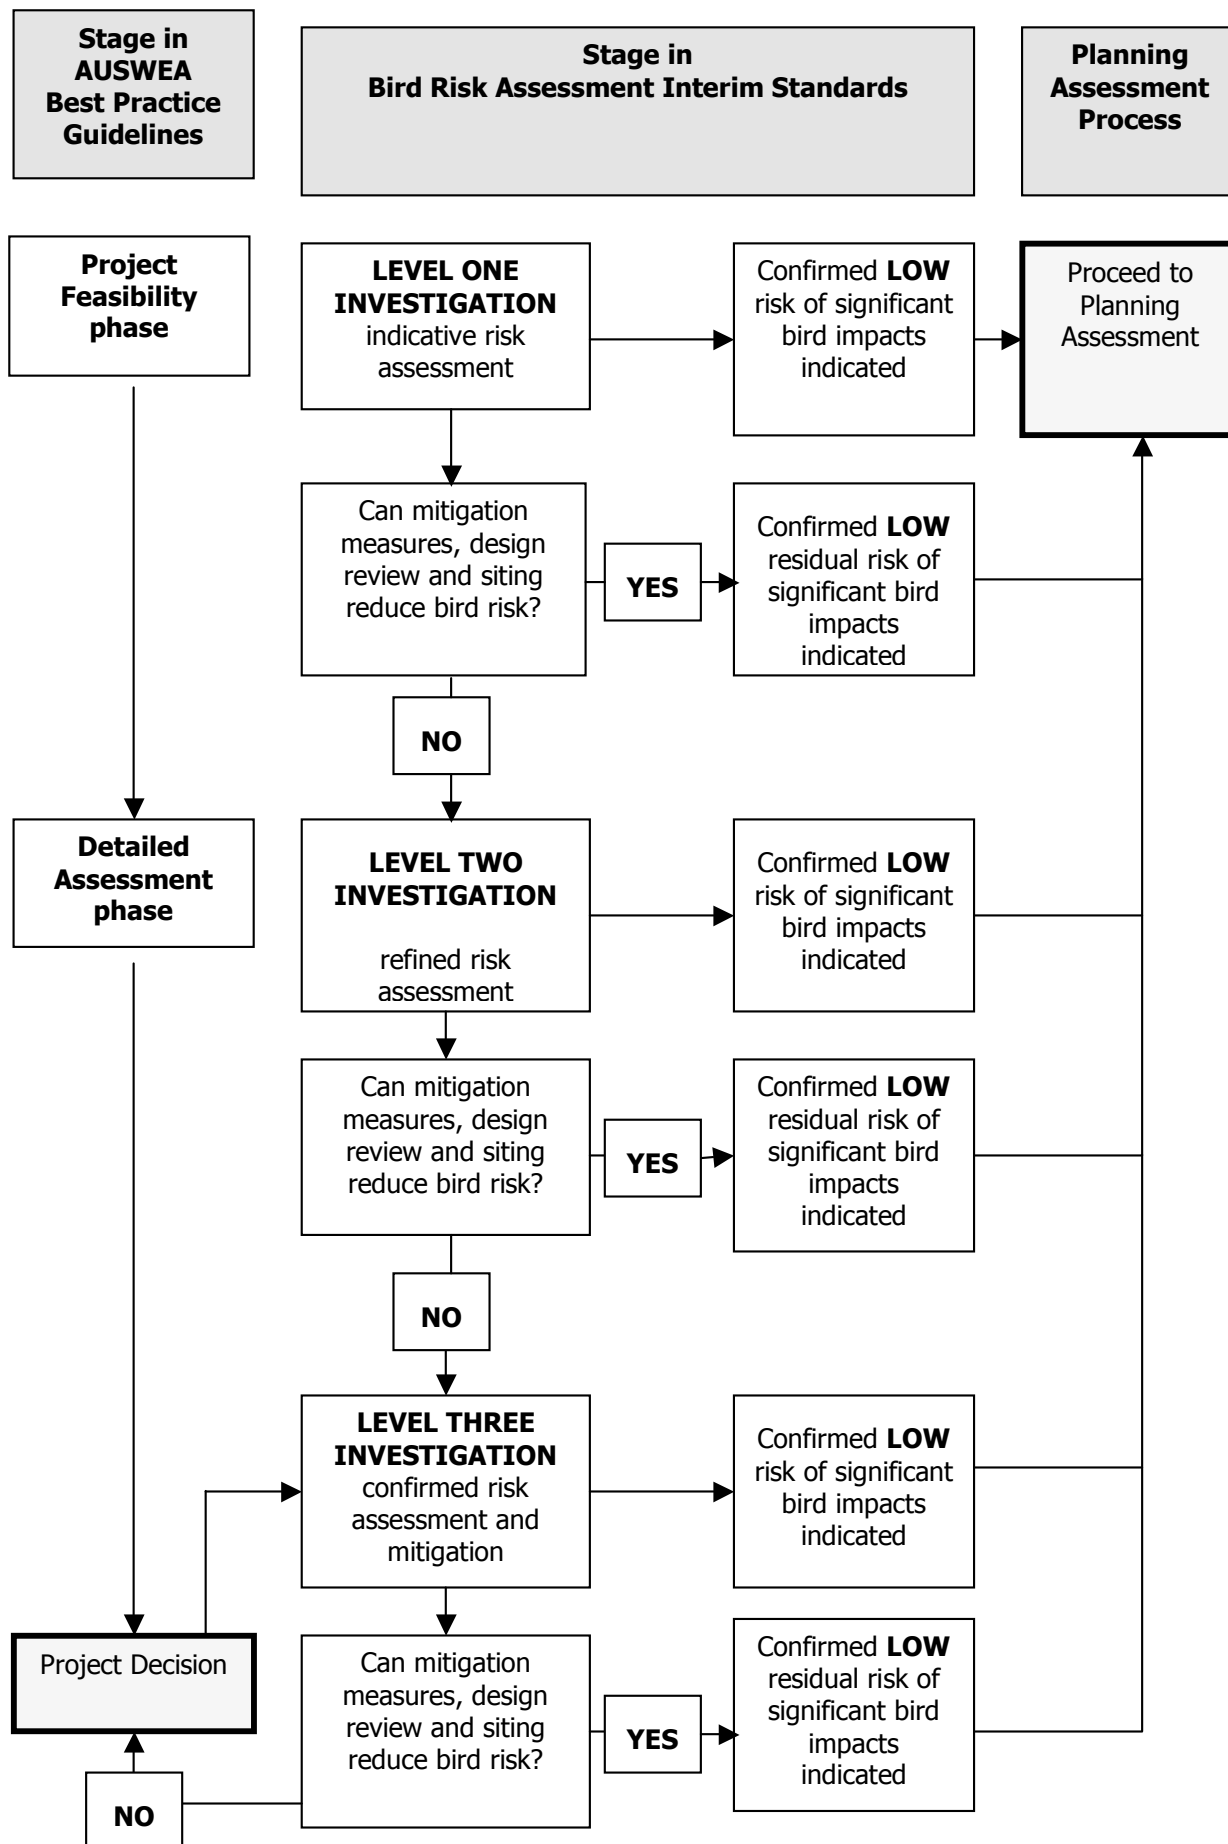 Stage in
AUSWEA
Best Practice
Guidelines
Stage in
Bird Risk Assessment Interim Standards
Planning
Assessment
Process
Project
Feasibility
phase
LEVEL ONE
INVESTIGATION
indicative risk
assessment
Confirmed LOW
risk of significant
bird impacts
indicated
Proceed to
Planning
Assessment
Can mitigation
measures, design
review and siting
reduce bird risk?
YES
Confirmed LOW
residual risk of
significant bird
impacts
indicated
NO
Detailed
Assessment
phase
LEVEL TWO
INVESTIGATION
refined risk
assessment
Confirmed LOW
risk of significant
bird impacts
indicated
Can mitigation
measures, design
review and siting
reduce bird risk?
YES
Confirmed LOW
residual risk of
significant bird
impacts
indicated
NO
LEVEL THREE
INVESTIGATION
confirmed risk
assessment and
mitigation
Confirmed LOW
risk of significant
bird impacts
indicated
Project Decision
Can mitigation
measures, design
review and siting
reduce bird risk?
YES
Confirmed LOW
residual risk of
significant bird
impacts
indicated
NO